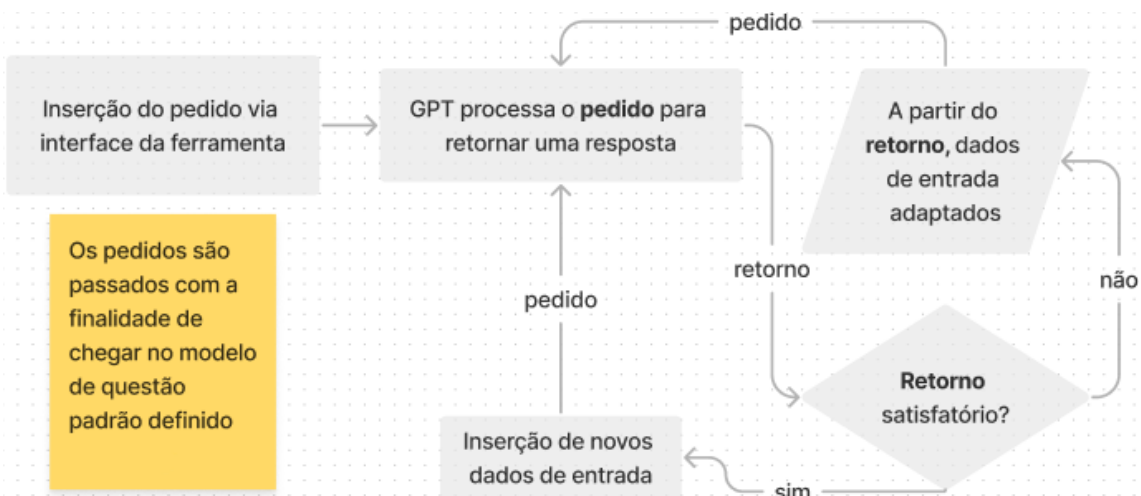 pedido
Inserção do pedido via
interface da ferramenta
GPT processa o pedido para
retornar uma resposta
A partir do
retorno, dados
de entrada
adaptados
Os pedidos são
passados com a
finalidade de
chegar no modelo
de questão
padrão definido
pedido
retorno
não
Retorno
satisfatório?
Inserção de novos
dados de entrada
sim